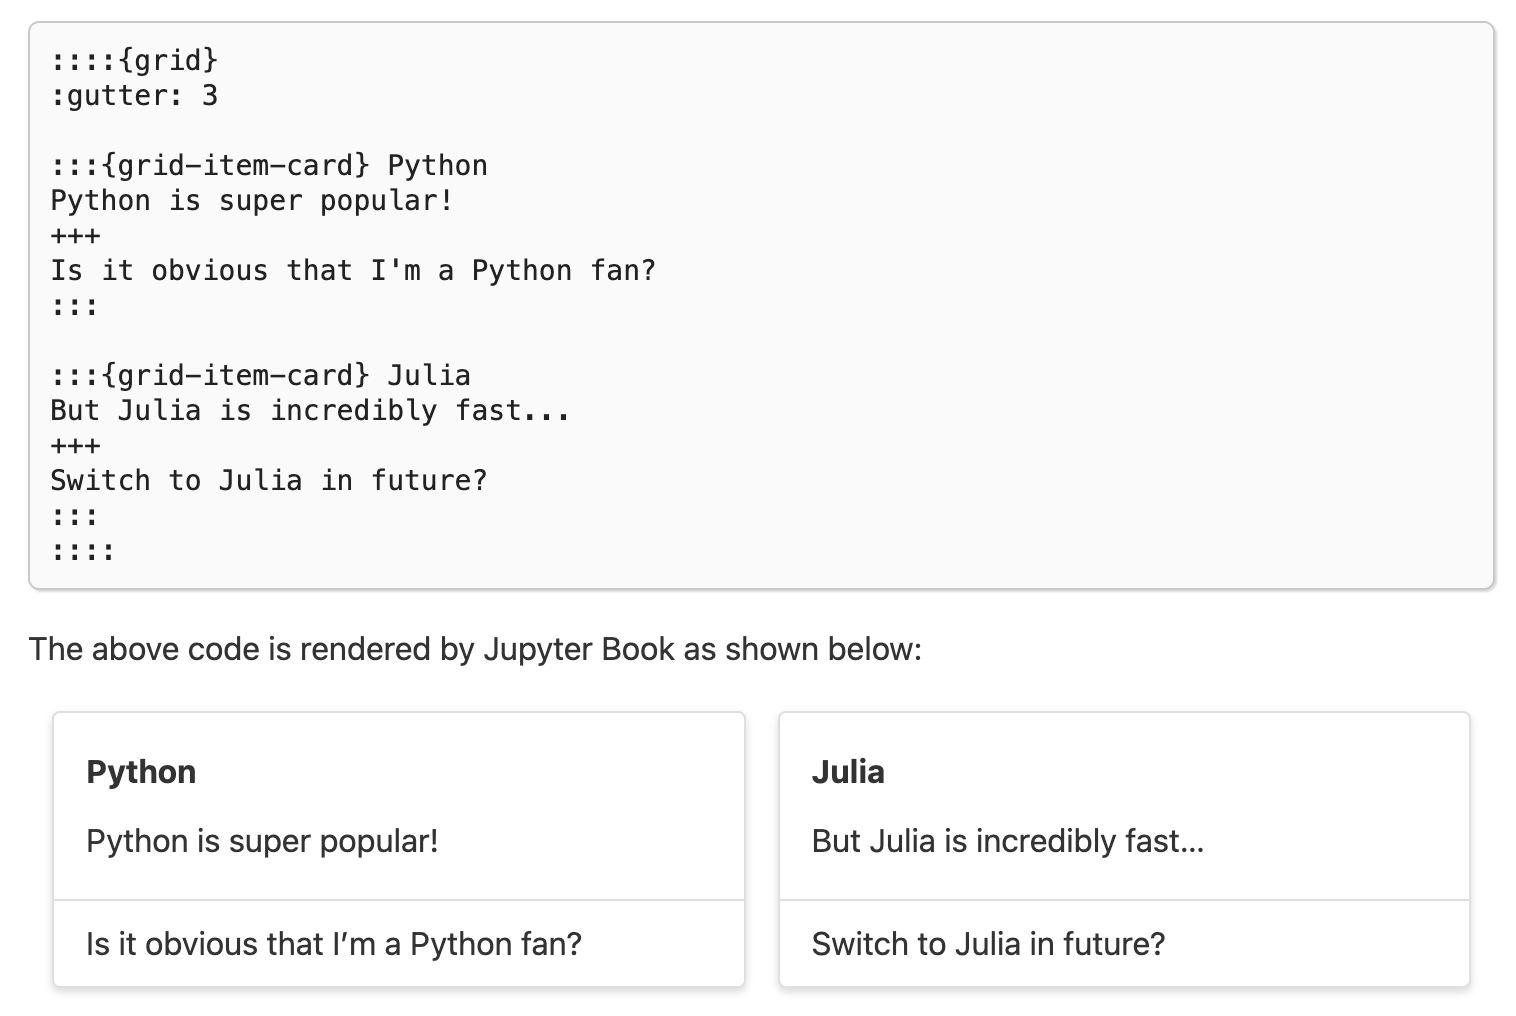 ::::{grid}
:gutter: 3

:::{grid-item-card} Python
Python is super popular!
+++
Is it obvious that I'm a Python fan?
:::

:::{grid-item-card} Julia
But Julia is incredibly fast...
+++
Switch to Julia in future?
:::
::::

The above code is rendered by Jupyter Book as shown below:

Python
Python is super popular!
Is it obvious that I’m a Python fan?

Julia
But Julia is incredibly fast…
Switch to Julia in future?